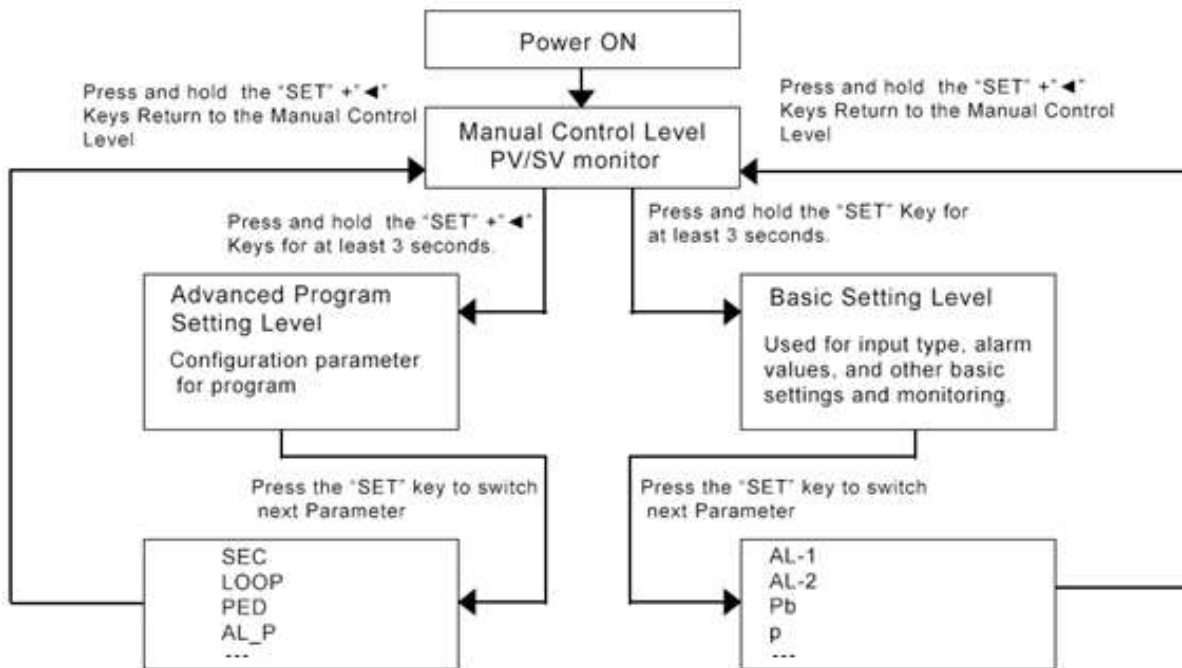 Power ON
Press and hold the "SET" +"◄"
Keys Return to the Manual Control
Level
Manual Control Level
PV/SV monitor
Press and hold the "SET" +"◄"
Keys Return to the Manual Control
Level
Press and hold the "SET" +"◄"
Keys for at least 3 seconds.
Press and hold the "SET" Key for
at least 3 seconds.
Advanced Program
Setting Level
Configuration parameter
for program
Basic Setting Level
Used for input type, alarm
values, and other basic
settings and monitoring.
Press the "SET" key to switch
next Parameter
Press the "SET" key to switch
next Parameter
SEC
LOOP
PED
AL_P
---
AL-1
AL-2
Pb
p
---